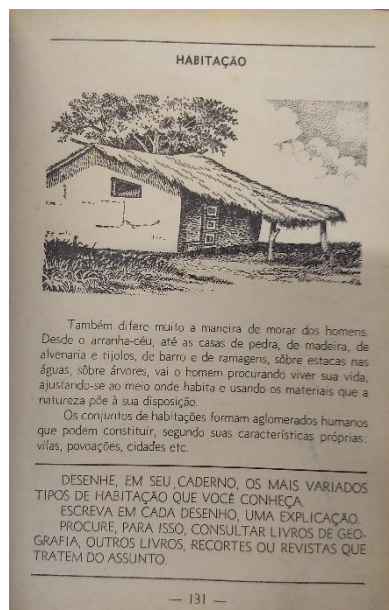 HABITAÇÃO
Também difere muito a maneira de morar dos homens.
Desde o arranha-céu, até as casas de pedra, de madeira, de
alvenaria e tijolos, de barro e de ramagens, sôbre estacas nas
águas, sôbre árvores, vai o homem procurando viver sua vida,
ajustando-se ao meio onde habita e usando os materiais que a
natureza põe à sua disposição.
Os conjuntos de habitações formam aglomerados humanos
que podem constituir, segundo suas características próprias:
vilas, povoações, cidades etc.
DESENHE, EM SEU CADERNO, OS MAIS VARIADOS
TIPOS DE HABITAÇÃO QUE VOCÊ CONHEÇA.
ESCREVA EM CADA DESENHO, UMA EXPLICAÇÃO.
PROCURE, PARA ISSO, CONSULTAR LIVROS DE GEO-
GRAFIA, OUTROS LIVROS, RECORTES OU REVISTAS QUE
TRATEM DO ASSUNTO.
— 131 —